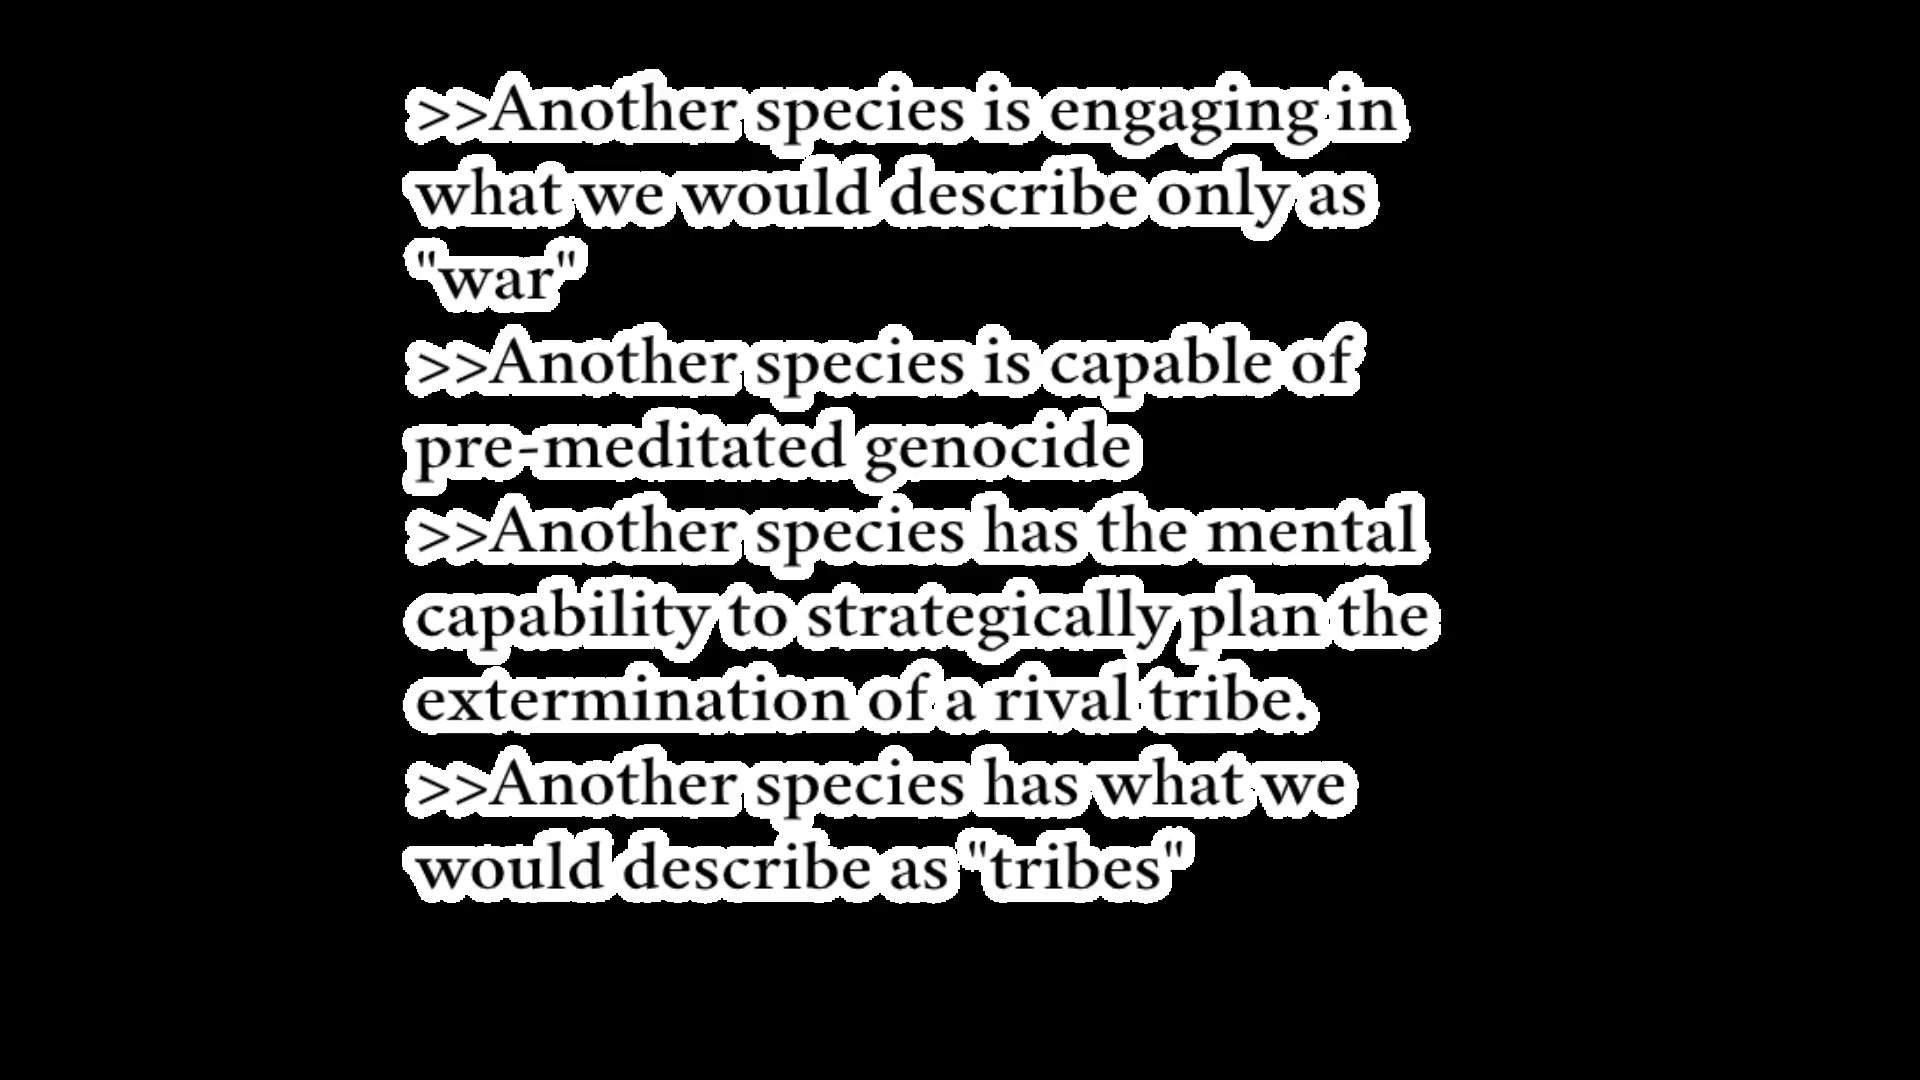 >>Another species is engaging in
what we would describe only as
"war"
>>Another species is capable of
pre-meditated genocide
>>Another species has the mental
capability to strategically plan the
extermination of a rival tribe.
>>Another species has what we
would describe as "tribes"